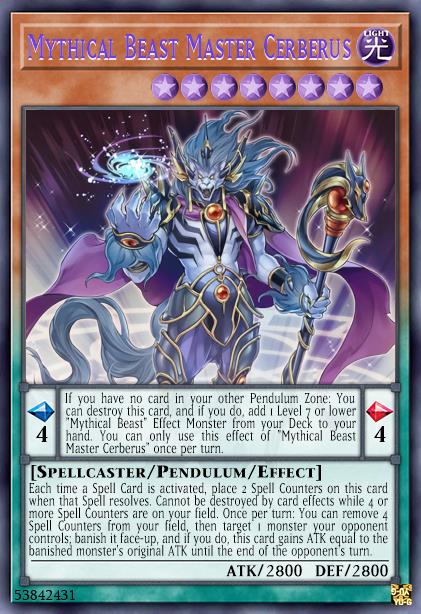 MYTHICAL BEAST MASTER CERBERUS
LIGHT
光
If you have no card in your other Pendulum Zone: You
can destroy this card, and if you do, add 1 Level 7 or lower
"Mythical Beast" Effect Monster from your Deck to your
hand. You can only use this effect of "Mythical Beast
Master Cerberus" once per turn.
4
4
[SPELLCASTER/PENDULUM/EFFECT]
Each time a Spell Card is activated, place 2 Spell Counters on this card
when that Spell resolves. Cannot be destroyed by card effects while 4 or
more Spell Counters are on your field. Once per turn: You can remove 4
Spell Counters from your field, then target 1 monster your opponent
controls; banish it face-up, and if you do, this card gains ATK equal to the
banished monster's original ATK until the end of the opponent's turn.
ATK/2800 DEF/2800
53842431